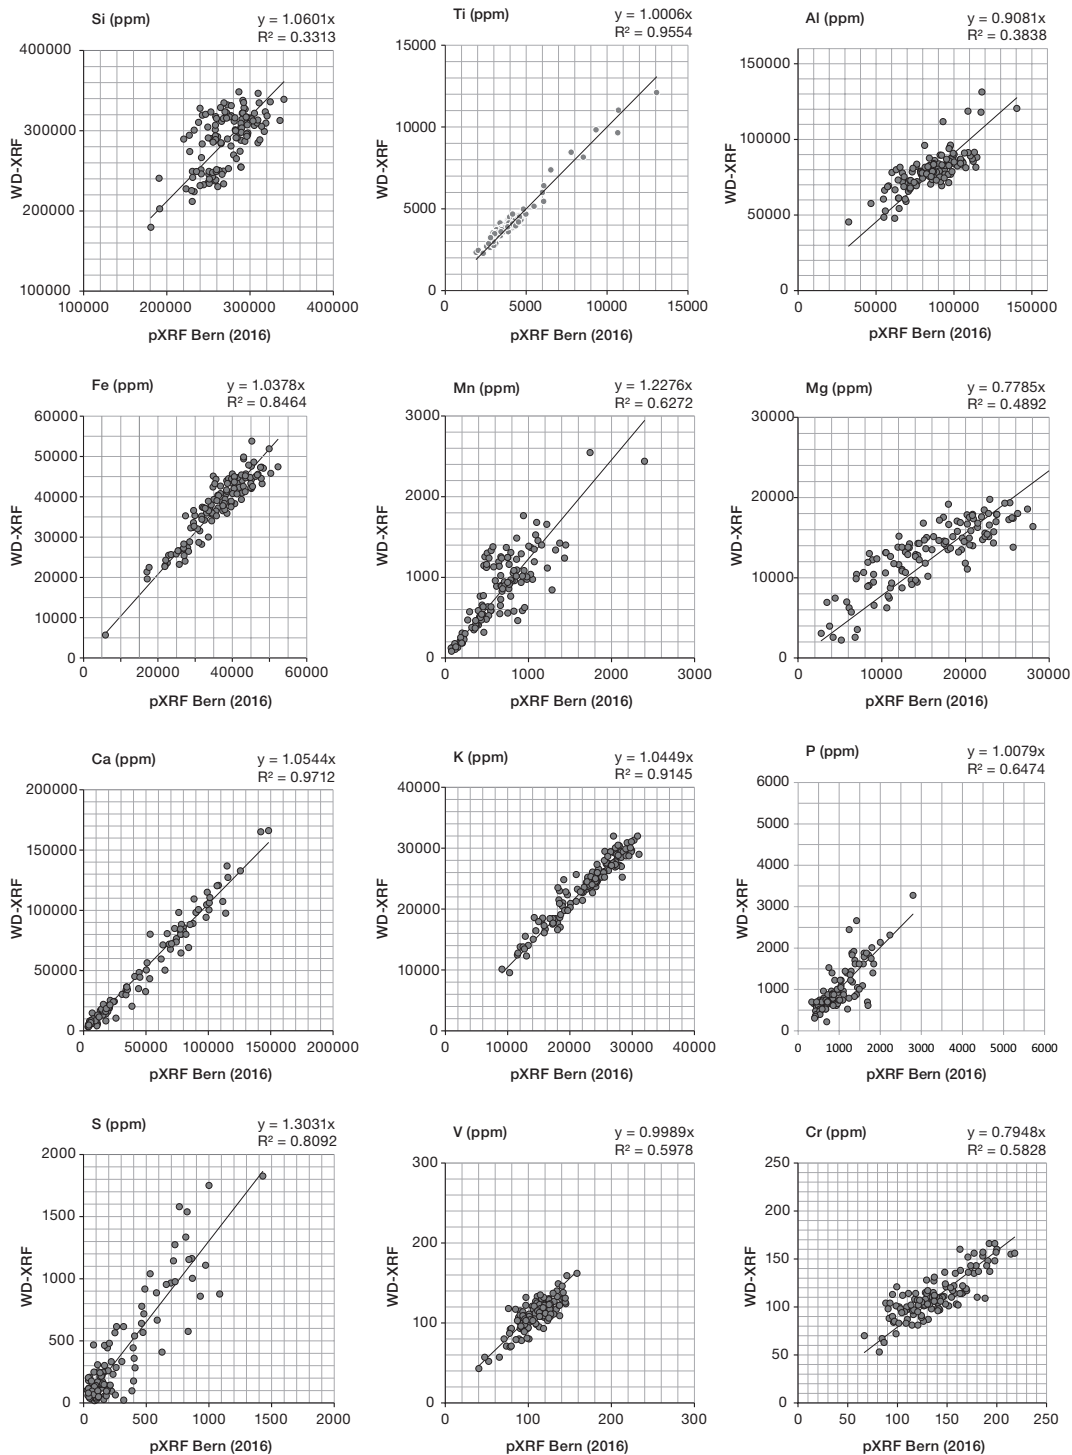 Si (ppm)
y = 1.0601x
R² = 0.3313
400000
300000
200000
100000
100000 200000 300000 400000
WD-XRF
pXRF Bern (2016)
Ti (ppm)
y = 1.0006x
R² = 0.9554
15000
10000
5000
0
0 5000 10000 15000
WD-XRF
pXRF Bern (2016)
Al (ppm)
y = 0.9081x
R² = 0.3838
150000
100000
50000
0
0 50000 100000 150000
WD-XRF
pXRF Bern (2016)
Fe (ppm)
y = 1.0378x
R² = 0.8464
60000
50000
40000
30000
20000
10000
0
0 20000 40000 60000
WD-XRF
pXRF Bern (2016)
Mn (ppm)
y = 1.2276x
R² = 0.6272
3000
2000
1000
0
0 1000 2000 3000
WD-XRF
pXRF Bern (2016)
Mg (ppm)
y = 0.7785x
R² = 0.4892
30000
20000
10000
0
0 10000 20000 30000
WD-XRF
pXRF Bern (2016)
Ca (ppm)
y = 1.0544x
R² = 0.9712
200000
150000
100000
50000
0
0 50000 100000 150000 200000
WD-XRF
pXRF Bern (2016)
K (ppm)
y = 1.0449x
R² = 0.9145
40000
30000
20000
10000
0
0 10000 20000 30000 40000
WD-XRF
pXRF Bern (2016)
P (ppm)
y = 1.0079x
R² = 0.6474
6000
5000
4000
3000
2000
1000
0
0 1000 2000 3000 4000 5000 6000
WD-XRF
pXRF Bern (2016)
S (ppm)
y = 1.3031x
R² = 0.8092
2000
1500
1000
500
0
0 500 1000 1500 2000
WD-XRF
pXRF Bern (2016)
V (ppm)
y = 0.9989x
R² = 0.5978
300
200
100
0
0 100 200 300
WD-XRF
pXRF Bern (2016)
Cr (ppm)
y = 0.7948x
R² = 0.5828
250
200
150
100
50
0
0 50 100 150 200 250
WD-XRF
pXRF Bern (2016)